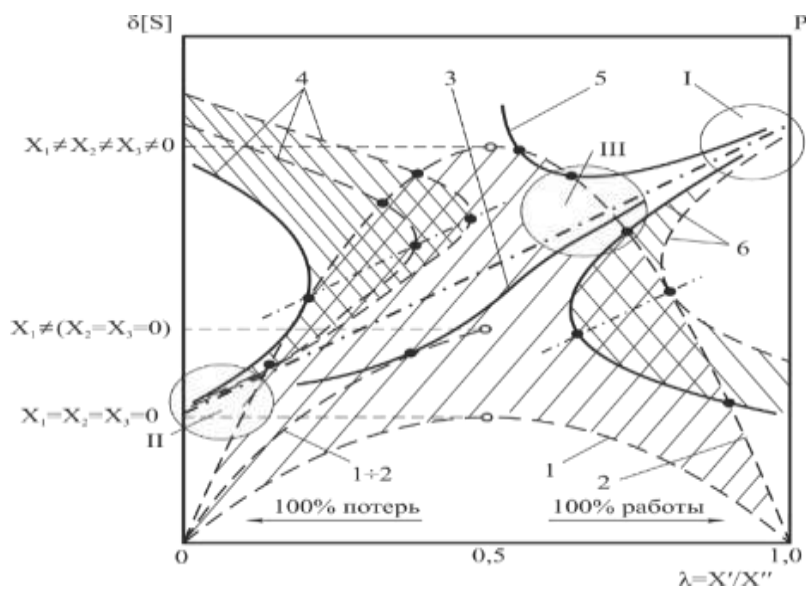 δ[S]
P
4
3
5
I
X₁≠X₂≠X₃≠0
III
6
X₁≠(X₂=X₃=0)
X₁=X₂=X₃=0
II
1÷2
1
2
100% потерь
100% работы
0
0,5
1,0
λ=X′/X″